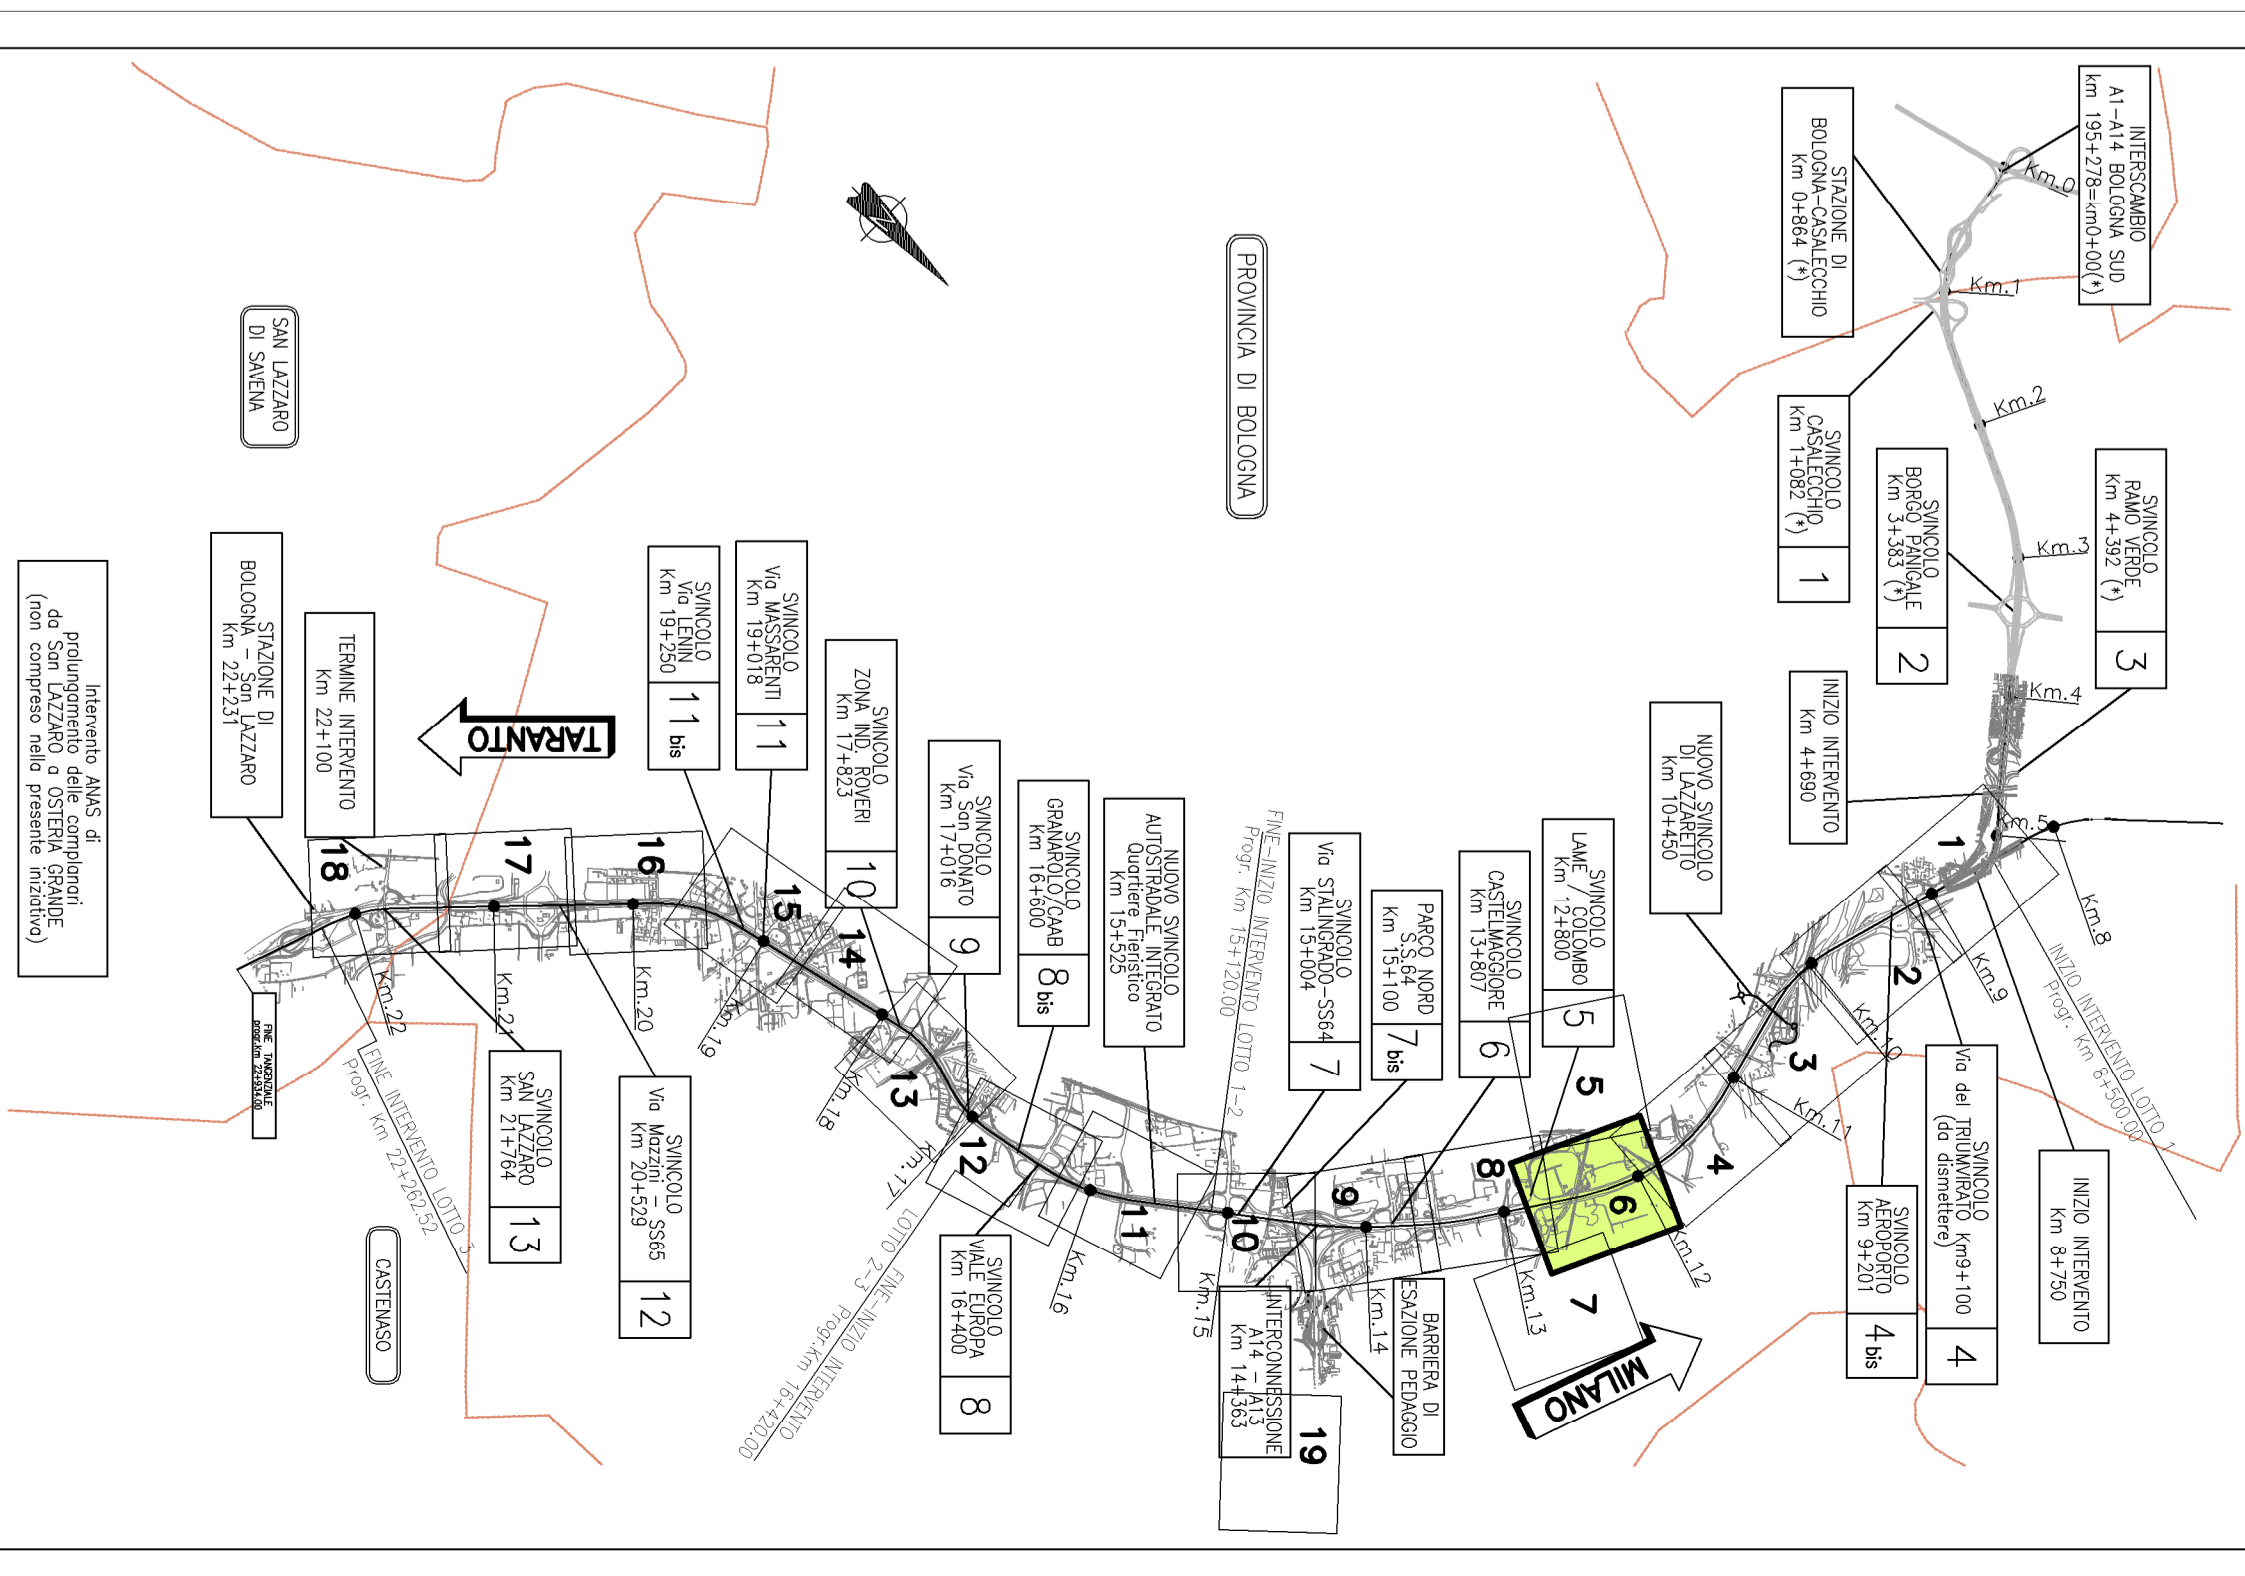 INTERSCAMBIO
A1-A14 BOLOGNA SUD
km 195+278=km0+00(*)
STAZIONE DI
BOLOGNA-CASALECCHIO
Km 0+864 (*)
SVINCOLO
CASALECCHIO
Km 1+082 (*)
1
SVINCOLO
BORGO PANIGALE
Km 3+383 (*)
2
SVINCOLO
RAMO VERDE
Km 4+392 (*)
3
INIZIO INTERVENTO
Km 4+690
NUOVO SVINCOLO
DI LAZZARETTO
Km 10+450
PROVINCIA DI BOLOGNA
SAN LAZZARO
DI SAVENA
Km.0
Km.1
Km.2
Km.3
Km.4
Km.8
Km.9
Km.10
Km.11
Km.12
Km.13
Km.14
Km.15
Km.16
Km.17
Km.18
Km.19
Km.20
Km.21
Km.22
INIZIO INTERVENTO LOTTO 1
Progr. Km 8+500.00
INIZIO INTERVENTO
Km 8+750
SVINCOLO
Via del TRIUMVIRATO Km9+100
(da dismettere)
4
SVINCOLO
AEROPORTO
Km 9+201
4 bis
SVINCOLO
LAME / COLOMBO
Km 12+800
5
SVINCOLO
CASTELMAGGIORE
Km 13+807
6
PARCO NORD
S.S.64
Km 15+100
7 bis
SVINCOLO
Via STALINGRADO-SS64
Km 15+004
7
FINE-INIZIO INTERVENTO LOTTO 1-2
Progr. Km 15+120.00
NUOVO SVINCOLO
AUTOSTRADALE INTEGRATO
Quartiere Fieristico
Km 15+525
SVINCOLO
GRANAROLO/CAAB
Km 16+600
8 bis
SVINCOLO
Via San DONATO
Km 17+016
9
SVINCOLO
ZONA IND. ROVERI
Km 17+823
10
SVINCOLO
Via MASSARENTI
Km 19+018
11
SVINCOLO
Via LENIN
Km 19+250
11 bis
TARANTO
TERMINE INTERVENTO
Km 22+100
STAZIONE DI
BOLOGNA - San LAZZARO
Km 22+231
Intervento ANAS di
prolungamento delle complanari
da San LAZZARO a OSTERIA GRANDE
(non compreso nella presente iniziativa)
1
2
3
4
5
6
7
8
9
10
11
12
13
14
15
16
17
18
19
MILANO
BARRIERA DI
ESAZIONE PEDAGGIO
INTERCONNESSIONE
A14 - A13
Km 14+363
SVINCOLO
VIALE EUROPA
Km 16+400
8
FINE-INIZIO INTERVENTO
LOTTO 2-3 Progr.Km 16+420.00
SVINCOLO
Via Mazzini - SS65
Km 20+529
12
SVINCOLO
SAN LAZZARO
Km 21+764
13
FINE INTERVENTO LOTTO 3
Progr. Km 22+262.52
FINE TANGENZIALE
progr.Km 22+934.00
CASTENASO